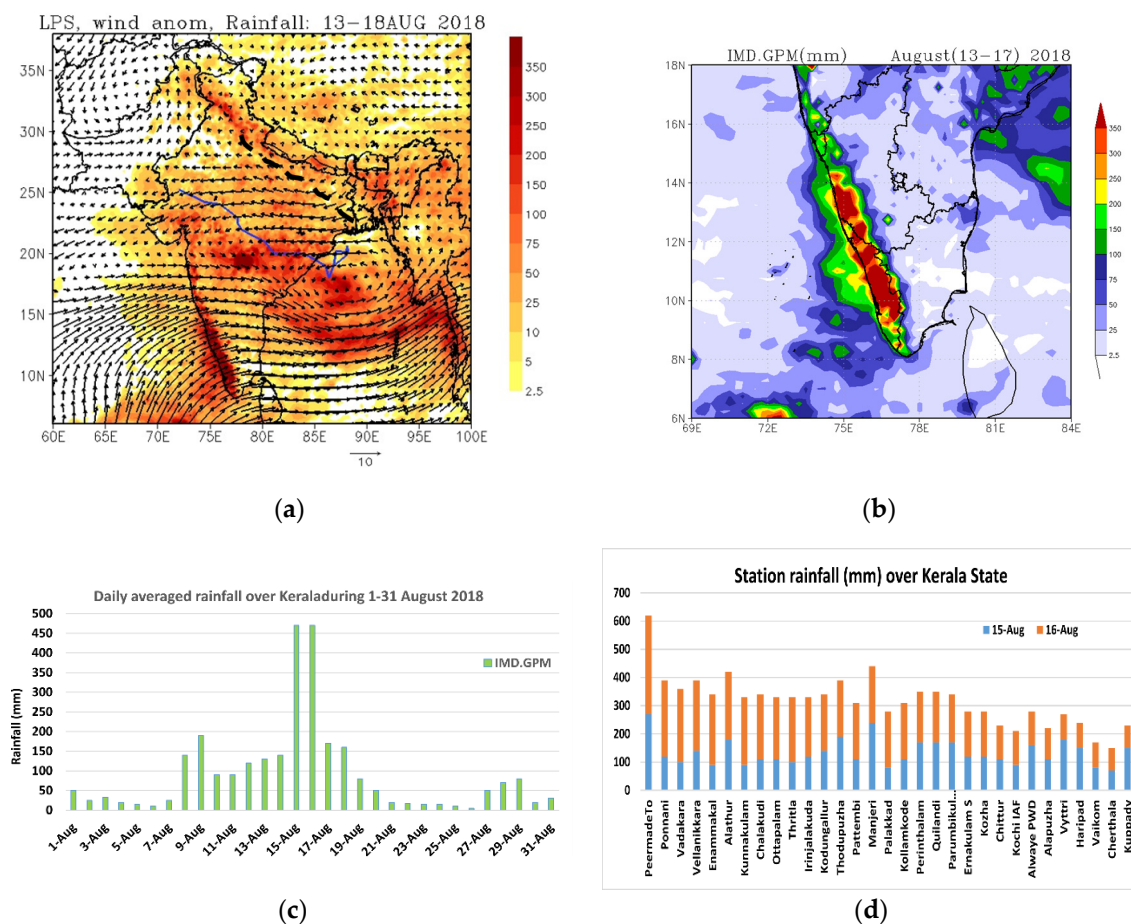 LPS, wind anom, Rainfall: 13-18AUG 2018
35N
30N
25N
20N
15N
10N
60E 65E 70E 75E 80E 85E 90E 95E 100E
10
350
300
200
150
100
75
50
25
10
5
2.5
(a)
IMD.GPM(mm) August(13-17) 2018
18N
16N
14N
12N
10N
8N
6N
69E 72E 75E 78E 81E 84E
350
300
250
200
150
100
75
50
25
2.5
(b)
Daily averaged rainfall over Keraladuring 1-31 August 2018
500
450
400
350
300
250
200
150
100
50
0
Rainfall (mm)
IMD.GPM
1-Aug
3-Aug
5-Aug
7-Aug
9-Aug
11-Aug
13-Aug
15-Aug
17-Aug
19-Aug
21-Aug
23-Aug
25-Aug
27-Aug
29-Aug
31-Aug
(c)
Station rainfall (mm) over Kerala State
700
600
500
400
300
200
100
0
15-Aug 16-Aug
PeermadeTo
Ponnani
Vadakara
Vellanikkara
Enammakal
Alathur
Kunnakulam
Chalakudi
Ottapalam
Thritla
Irinjalakuda
Kodungallur
Thodupuzha
Pattembi
Manjeri
Palakkad
Kollamkode
Perinthalam
Quilandi
Parumbikul...
Ernakulam S
Kozha
Chittur
Kochi IAF
Alwaye PWD
Alapuzha
Vyttri
Haripad
Vaikom
Cherthala
Kuppady
(d)